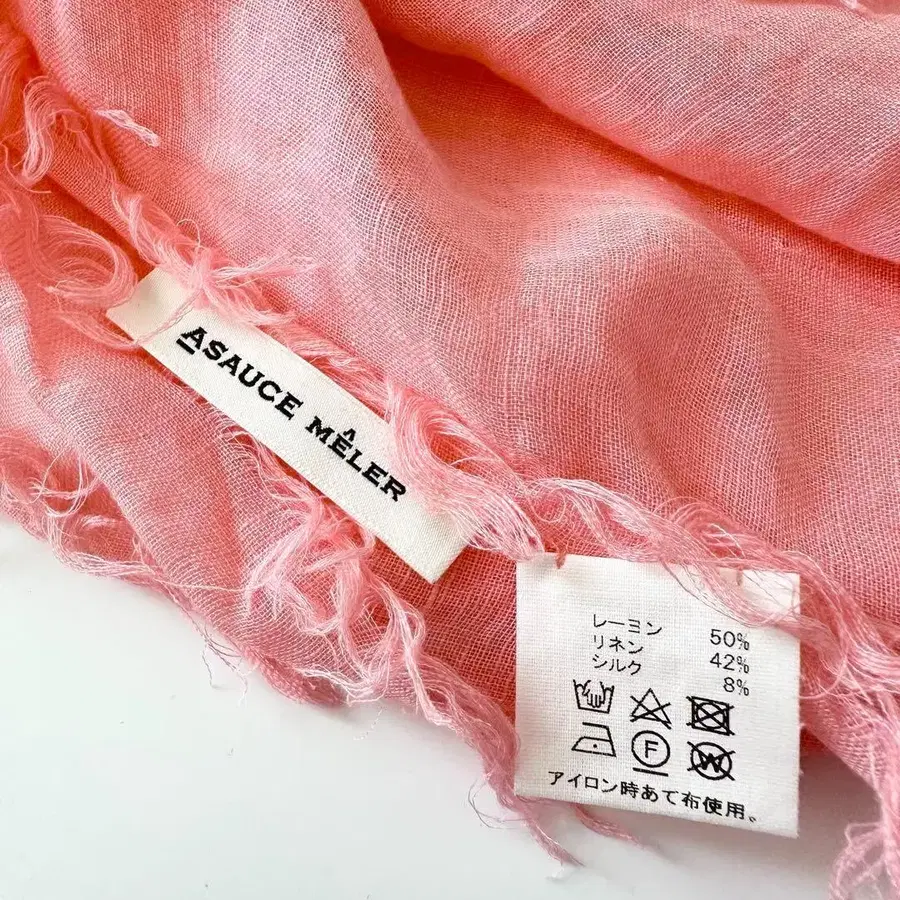 ASAUCE MÊLER
レーヨン 50%
リネン 42%
シルク 8%
F
W
アイロン時あて布使用。